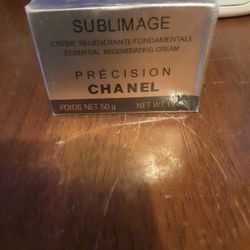 SUBLIMAGE
CRÈME RÉGÉNÉRANTE FONDAMENTALE
ESSENTIAL REGENERATING CREAM
PRÉCISION
CHANEL
POIDS NET. 50 g NET WT.